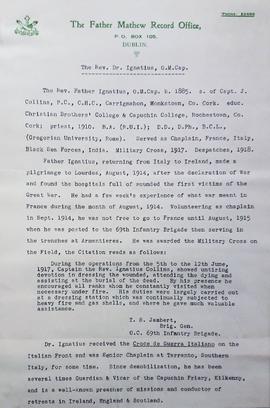 The Father Mathew Record Office,
P. O. BOX 105,
DUBLIN.
The Rev. Dr. Ignatius, O.M.Cap.
The Rev. Father Ignatius, O.M.Cap. b. 1885. s. of Capt. J.
Collins, P.C., C.H.C., Carrigmahon, Monkstown, Co. Cork. educ.
Christian Brothers' College & Capuchin College, Rochestown, Co.
Cork; priest, 1910. B.A. (N.U.I.); D.D., D.Ph., B.C.L.,
(Gregorian University, Rome). Served as Chaplain, France, Italy,
Black Sea Forces, India. Military Cross, 1917. Despatches, 1918.
Father Ignatius, returning from Italy to Ireland, made a
pilgrimage to Lourdes, August, 1914, after the declaration of War
and found the hospitals full of wounded the first victims of the
Great War. He had a few week's experience of what war meant in
France during the month of August, 1914. Volunteering as chaplain
in Sept. 1914, he was not free to go to France until August, 1915
when he was posted to the 69th Infantry Brigade then serving in
the trenches at Armentieres. He was awarded the Military Cross on
the Field, the Citation reads as follows:
During the operations from the 5th to the 12th June,
1917, Captain the Rev. Ignatius Collins, showed untiring
devotion in dressing the wounded, attending the dying and
assisting at the burial of the dead. By his presence he
encouraged all ranks whom he constantly visited when
necessary under fire. His duties were largely carried out
at a dressing station which was continually subjected to
heavy fire and gas shells, and where he gave much valuable
assistance.
T. S. Lambert,
Brig. Gen.
O.C. 69th Infantry Brigade.
Dr. Ignatius received the Croce da Guerra Italiano on the
Italian Front and was Senior Chaplain at Taranto, Southern
Italy, for some time. Since demobilization, he has been
several times Guardian & Vicar of the Capuchin Friary, Kilkenny,
and is a well-known preacher of missions and conductor of
retreats in Ireland, England & Scotland.